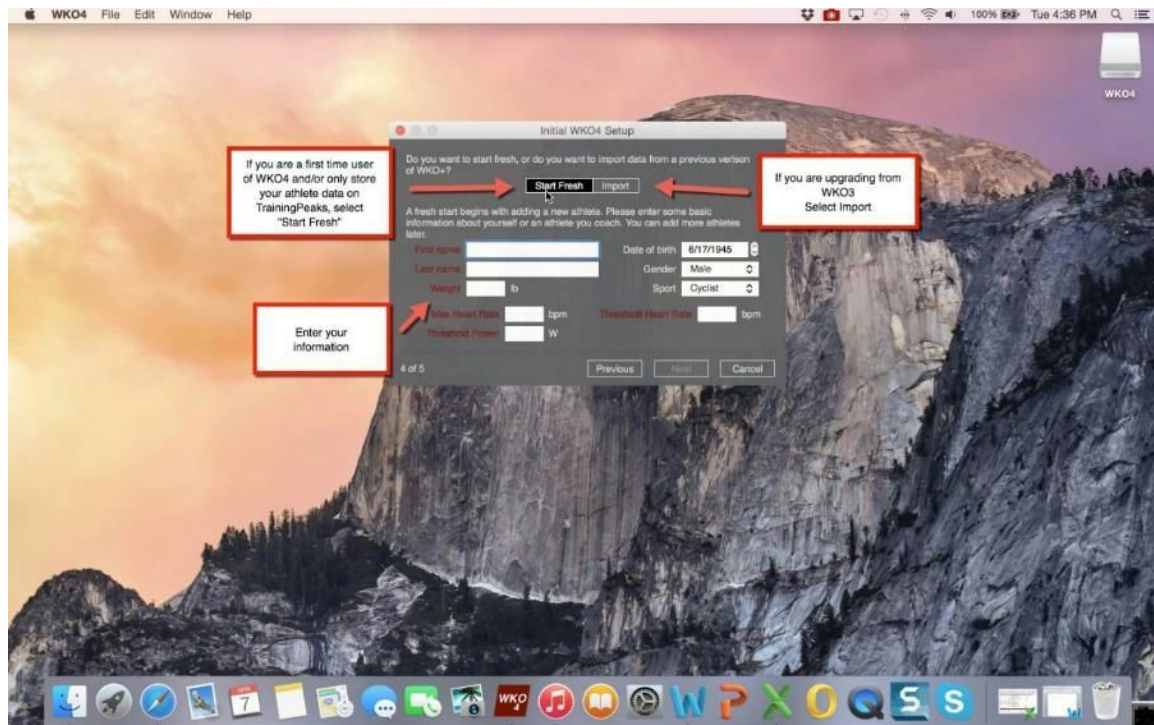 WKO4 File Edit Window Help 100% Tue 4:36 PM
WKO4
Initial WKO4 Setup
Do you want to start fresh, or do you want to import data from a previous verison
of WKO+?
Start Fresh Import
If you are a first time user
of WKO4 and/or only store
your athlete data on
TrainingPeaks, select
"Start Fresh"
If you are upgrading from
WKO3
Select Import
A fresh start begins with adding a new athlete. Please enter some basic
information about yourself or an athlete you coach. You can add more athletes
later.
First name Date of birth 6/17/1945
Last name Gender Male
Weight lb Sport Cyclist
Max Heart Rate bpm Threshold Heart Rate bpm
Threshold Power W
Enter your
information
4 of 5 Previous Next Cancel
7
WKO
4